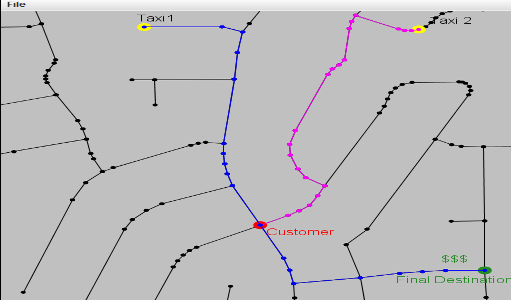 File
Taxi 1
Taxi 2
Customer
$$$
Final Destination